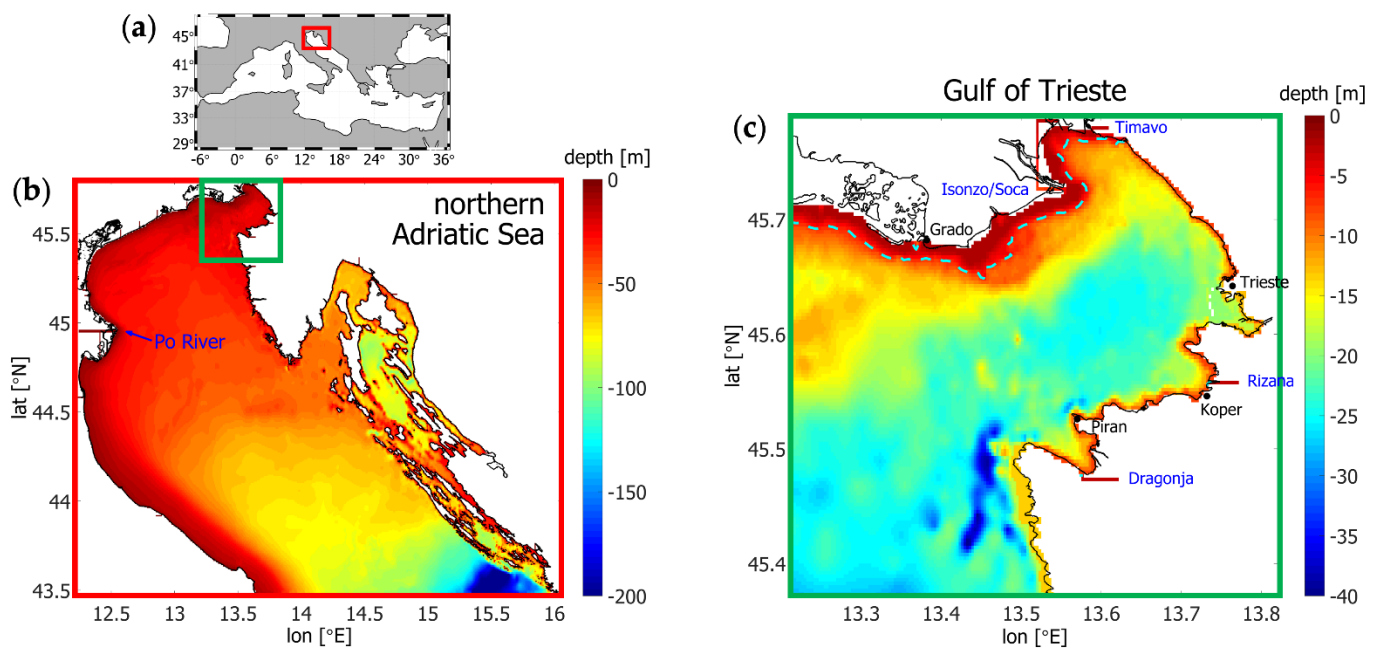 (a)
45°
41°
37°
33°
29°
-6° 0° 6° 12° 18° 24° 30° 36°
(b)
depth [m]
northern
Adriatic Sea
Po River
lat [°N]
45.5
45
44.5
44
43.5
12.5 13 13.5 14 14.5 15 15.5 16
lon [°E]
0
-50
-100
-150
-200
Gulf of Trieste
(c)
depth [m]
Timavo
Isonzo/Soca
Grado
Trieste
Rizana
Koper
Piran
Dragonja
lat [°N]
45.7
45.6
45.5
45.4
13.3 13.4 13.5 13.6 13.7 13.8
lon [°E]
0
-5
-10
-15
-20
-25
-30
-35
-40